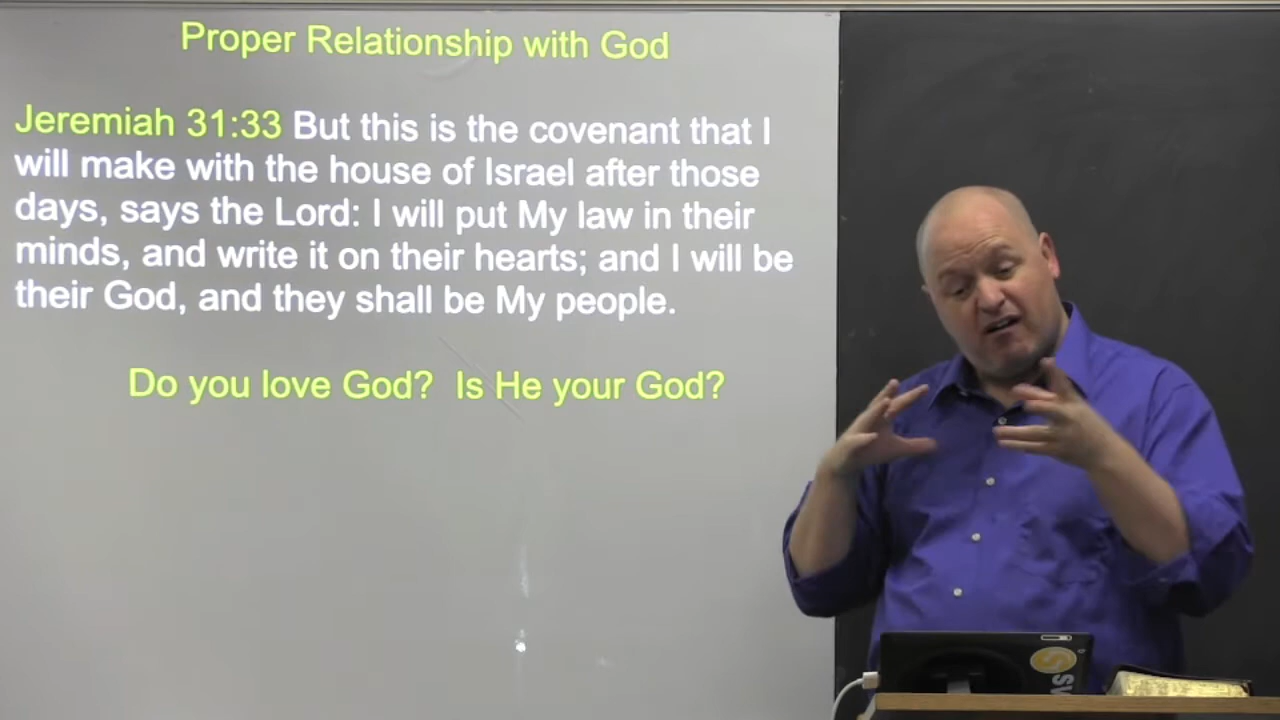 Proper Relationship with God
Jeremiah 31:33 But this is the covenant that I
will make with the house of Israel after those
days, says the Lord: I will put My law in their
minds, and write it on their hearts; and I will be
their God, and they shall be My people.
Do you love God?  Is He your God?